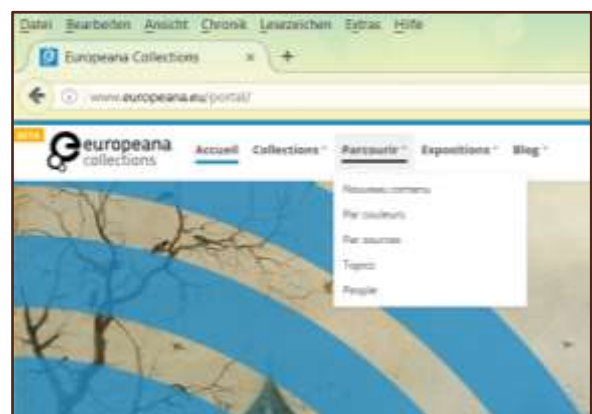 Datei Bearbeiten Ansicht Chronik Lesezeichen Extras Hilfe
Europeana Collections × +
www.europeana.eu/portal/
BETA
europeana
collections
Accueil Collections Parcourir Expositions Blog
Nouveau contenu
Par couleurs
Par sources
Topics
People